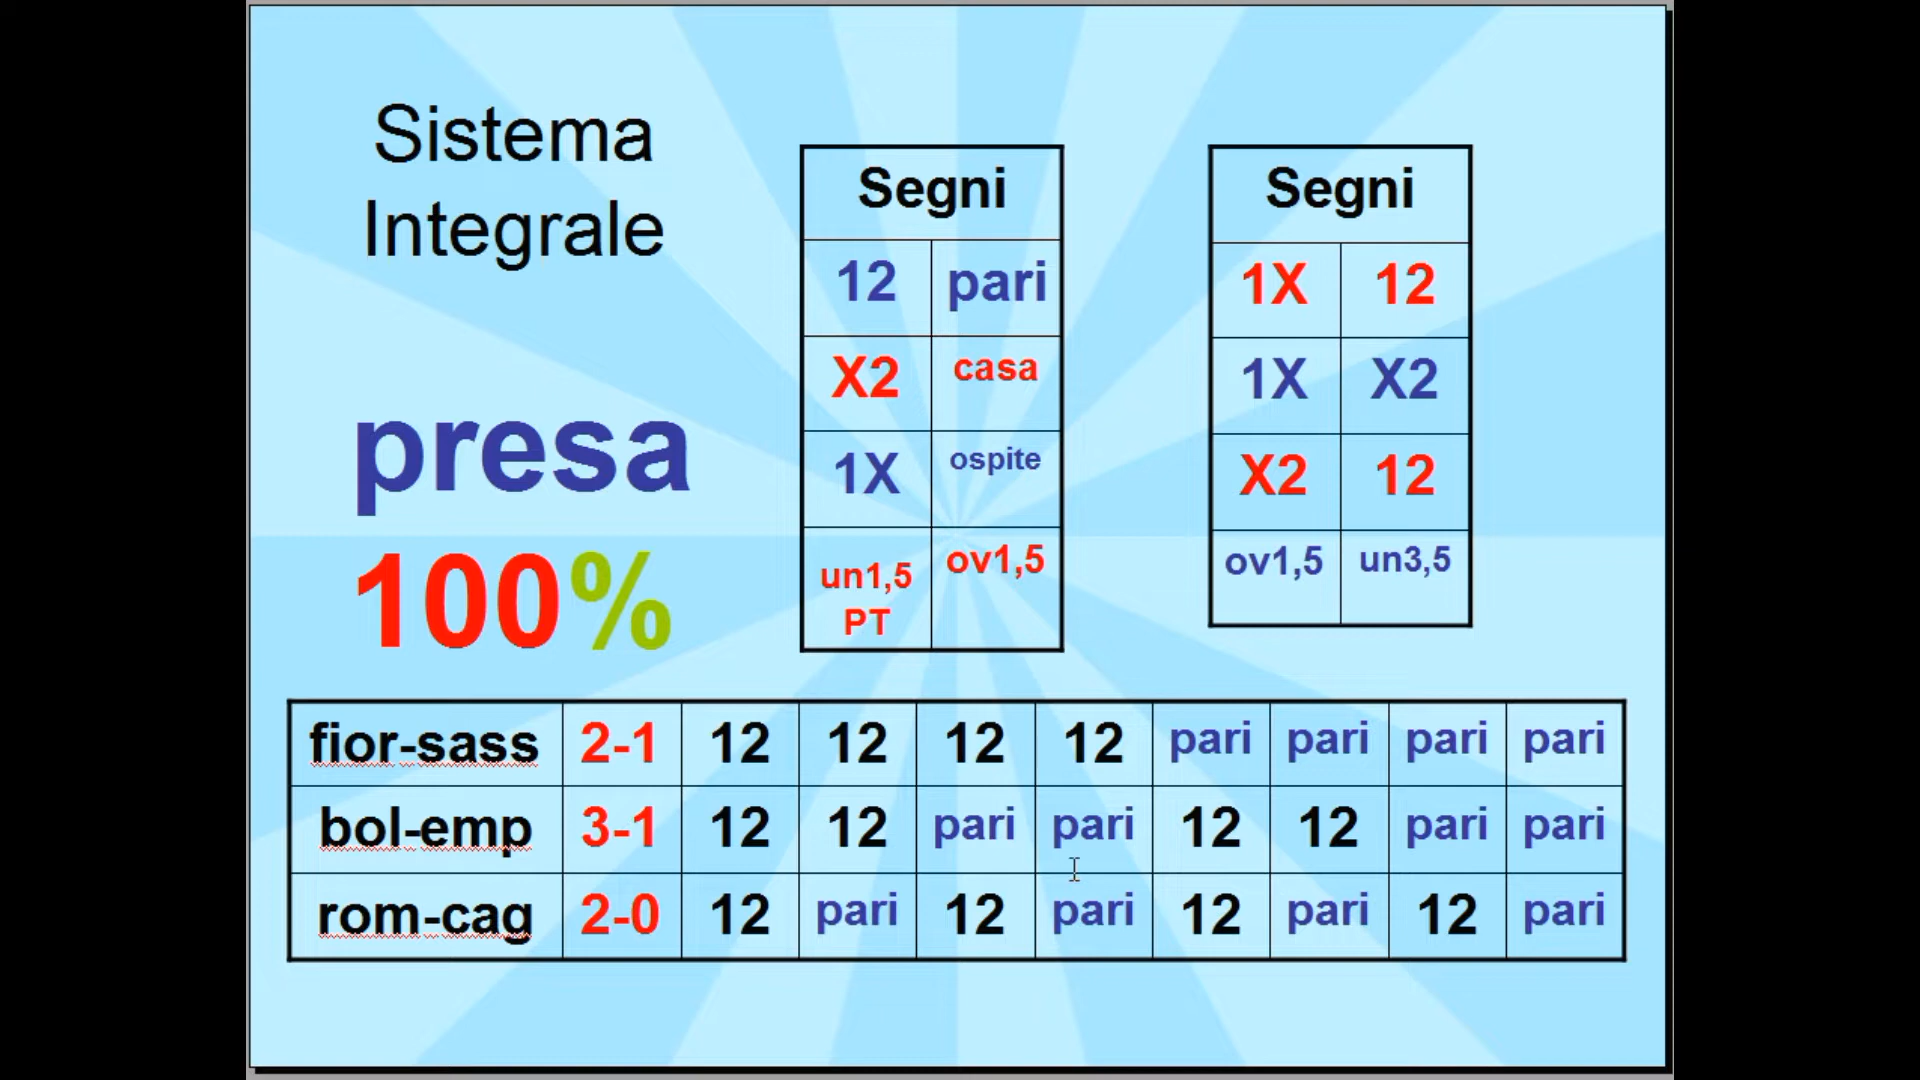 Sistema
Integrale
presa
100%
Segni
12 pari
X2 casa
1X ospite
un1,5 PT ov1,5
Segni
1X 12
1X X2
X2 12
ov1,5 un3,5
fior-sass 2-1 12 12 12 12 pari pari pari pari
bol-emp 3-1 12 12 pari pari 12 12 pari pari
rom-cag 2-0 12 pari 12 pari 12 pari 12 pari